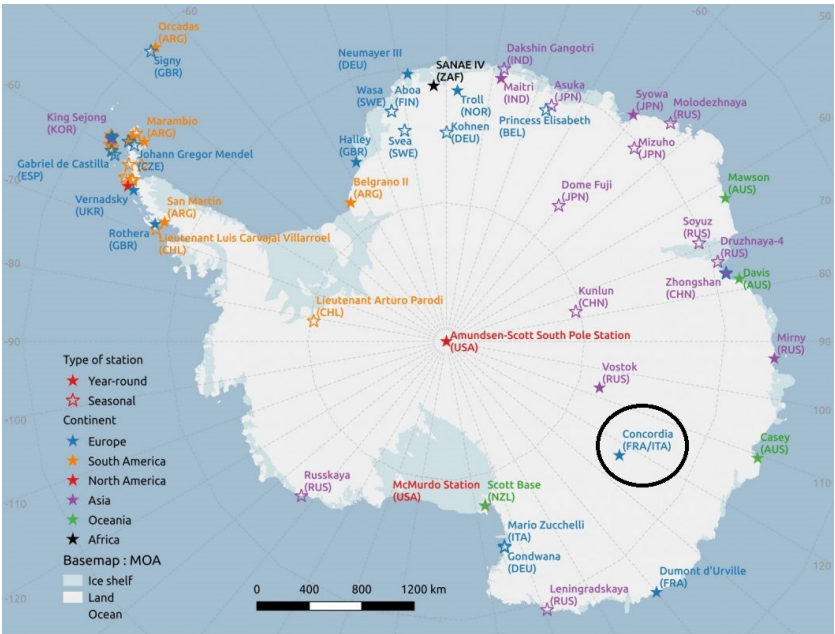 -60
-60
50
Orcadas
(ARG)
Signy
(GBR)
Neumayer III
(DEU)
SANAE IV
(ZAF)
Dakshin Gangotri
(IND)
Maitri
(IND)
Asuka
(JPN)
Troll
(NOR)
Wasa
(SWE)
Aboa
(FIN)
Svea
(SWE)
Kohnen
(DEU)
Princess Elisabeth
(BEL)
Syowa
(JPN)
Molodezhnaya
(RUS)
Mizuho
(JPN)
-60
60
King Sejong
(KOR)
Marambio
(ARG)
Johann Gregor Mendel
(CZE)
Gabriel de Castilla
(ESP)
Halley
(GBR)
Belgrano II
(ARG)
-70
70
Vernadsky
(UKR)
San Martin
(ARG)
Rothera
(GBR)
Lieutenant Luis Carvajal Villarroel
(CHL)
Dome Fuji
(JPN)
Mawson
(AUS)
Soyuz
(RUS)
Druzhnaya-4
(RUS)
Zhongshan
(CHN)
Davis
(AUS)
-80
80
Lieutenant Arturo Parodi
(CHL)
Kunlun
(CHN)
Amundsen-Scott South Pole Station
(USA)
Mirny
(RUS)
-90
90
Vostok
(RUS)
Concordia
(FRA/ITA)
Casey
(AUS)
-100
100
Type of station
Year-round
Seasonal
Continent
Europe
South America
North America
Asia
Oceania
Africa
Basemap : MOA
Ice shelf
Land
Ocean
Russkaya
(RUS)
McMurdo Station
(USA)
Scott Base
(NZL)
-110
110
Mario Zucchelli
(ITA)
Gondwana
(DEU)
Dumont d'Urville
(FRA)
Leningradskaya
(RUS)
-120
120
0 400 800 1200 km